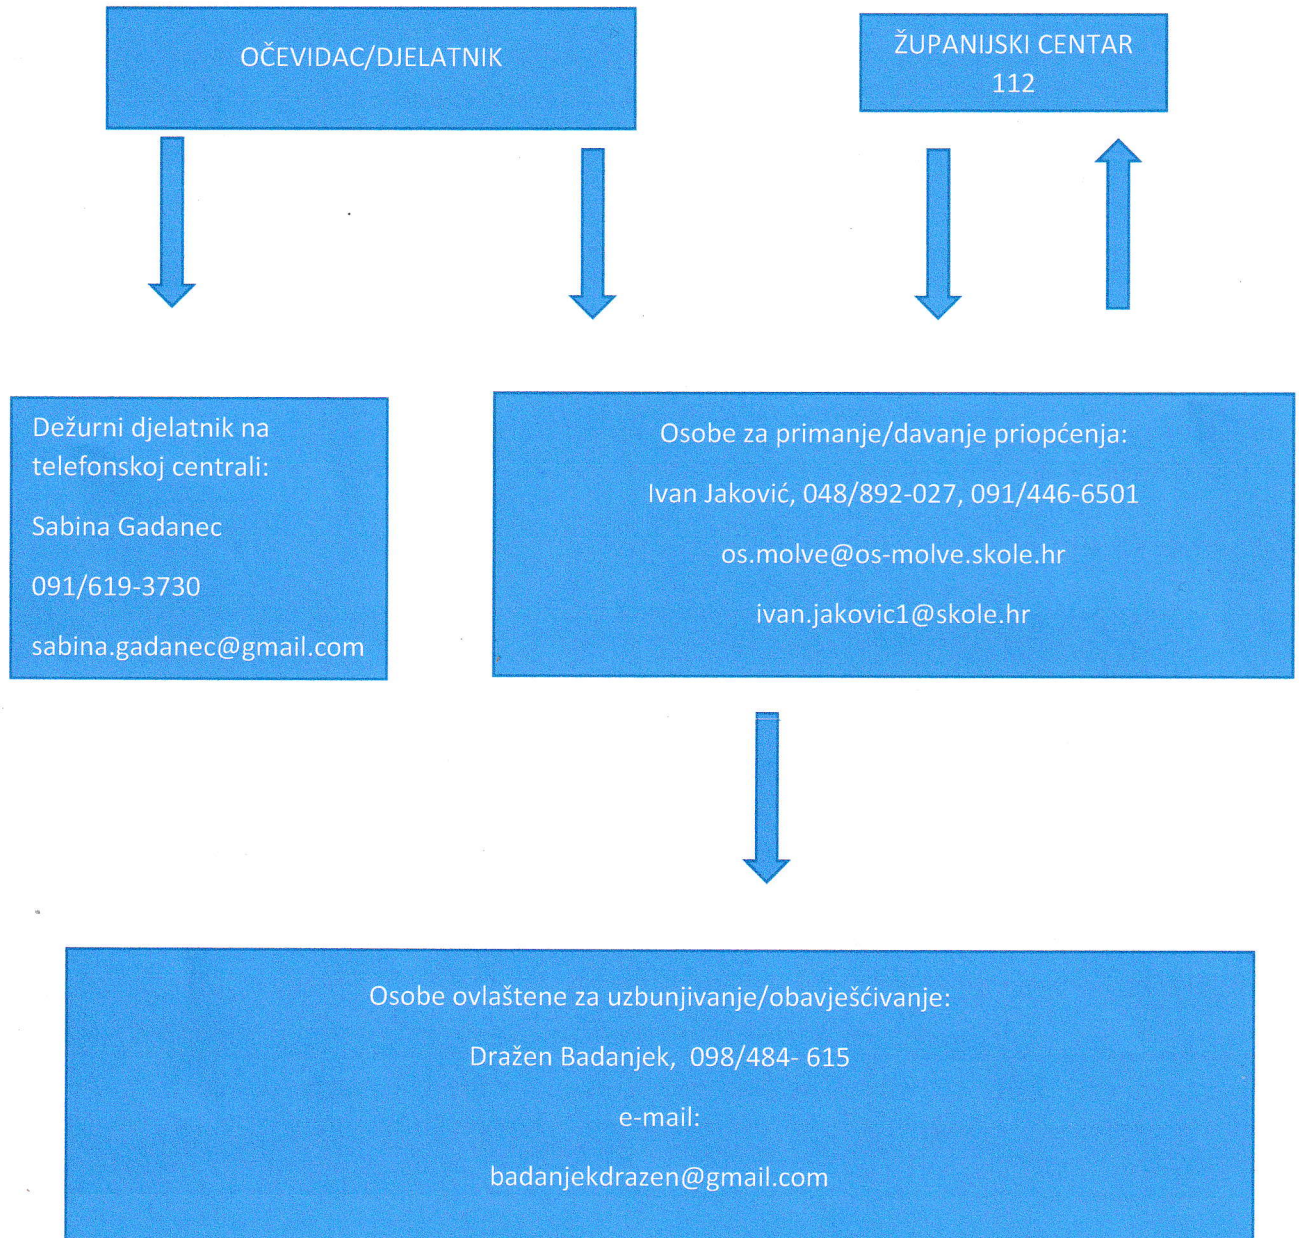 OČEVIDAC/DJELATNIK
ŽUPANIJSKI CENTAR
112
Dežurni djelatnik na
telefonskoj centrali:
Sabina Gadanec
091/619-3730
sabina.gadanec@gmail.com
Osobe za primanje/davanje priopćenja:
Ivan Jaković, 048/892-027, 091/446-6501
os.molve@os-molve.skole.hr
ivan.jakovic1@skole.hr
Osobe ovlaštene za uzbunjivanje/obavješćivanje:
Dražen Badanjek,  098/484- 615
e-mail:
badanjekdrazen@gmail.com